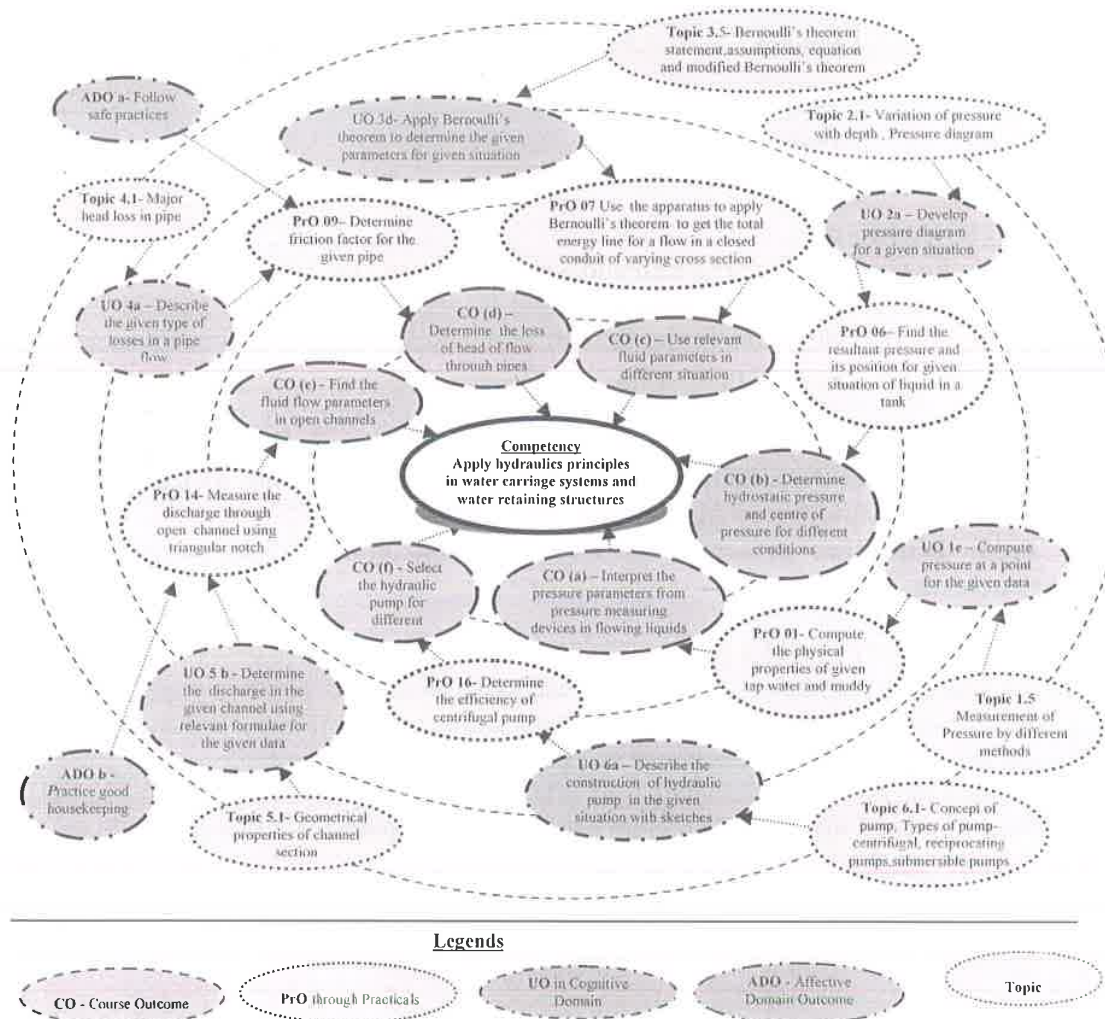 Topic 3.5- Bernoulli's theorem
statement,assumptions, equation
and modified Bernoulli's theorem
ADO a- Follow
safe practices
UO 3d- Apply Bernoulli's
theorem to determine the given
parameters for given situation
Topic 2.1- Variation of pressure
with depth , Pressure diagram
Topic 4.1- Major
head loss in pipe
PrO 09– Determine
friction factor for the
given pipe
PrO 07 Use the apparatus to apply
Bernoulli's theorem to get the total
energy line for a flow in a closed
conduit of varying cross section
UO 2a – Develop
pressure diagram
for a given situation
UO 4a – Describe
the given type of
losses in a pipe
flow
CO (d) –
Determine the loss
of head of flow
through pipes
CO (c) – Use relevant
fluid parameters in
different situation
PrO 06– Find the
resultant pressure and
its position for given
situation of liquid in a
tank
CO (e) - Find the
fluid flow parameters
in open channels
Competency
Apply hydraulics principles
in water carriage systems and
water retaining structures
CO (b) - Determine
hydrostatic pressure
and centre of
pressure for different
conditions
PrO 14- Measure the
discharge through
open channel using
triangular notch
UO 1e – Compute
pressure at a point
for the given data
CO (f) - Select
the hydraulic
pump for
different
CO (a) – Interpret the
pressure parameters from
pressure measuring
devices in flowing liquids
PrO 01- Compute
the physical
properties of given
tap water and muddy
UO 5 b - Determine
the discharge in the
given channel using
relevant formulae for
the given data
PrO 16- Determine
the efficiency of
centrifugal pump
Topic 1.5
Measurement of
Pressure by different
methods
ADO b -
Practice good
housekeeping
UO 6a – Describe the
construction of hydraulic
pump in the given
situation with sketches
Topic 5.1- Geometrical
properties of channel
section
Topic 6.1- Concept of
pump, Types of pump-
centrifugal, reciprocating
pumps,submersible pumps
Legends
CO - Course Outcome
PrO through Practicals
UO in Cognitive
Domain
ADO - Affective
Domain Outcome
Topic